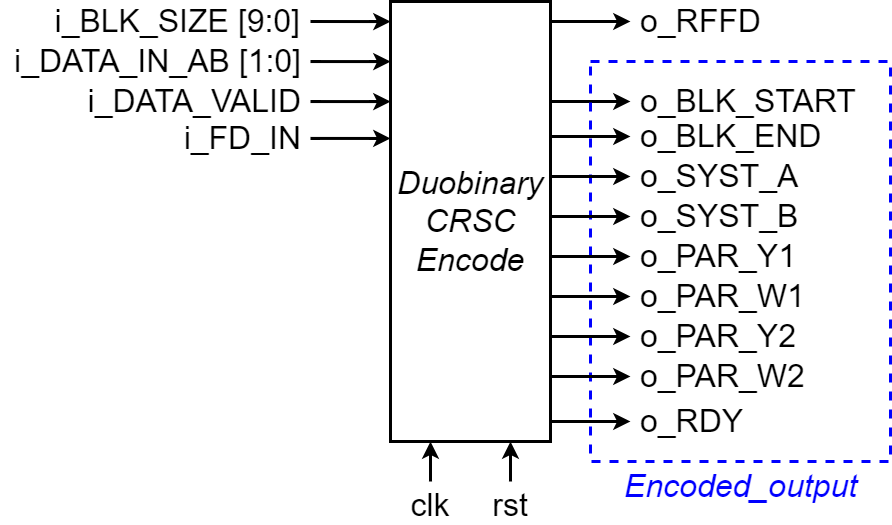 i_BLK_SIZE [9:0]
i_DATA_IN_AB [1:0]
i_DATA_VALID
i_FD_IN
Duobinary
CRSC
Encode
clk
rst
o_RFFD
o_BLK_START
o_BLK_END
o_SYST_A
o_SYST_B
o_PAR_Y1
o_PAR_W1
o_PAR_Y2
o_PAR_W2
o_RDY
Encoded_output